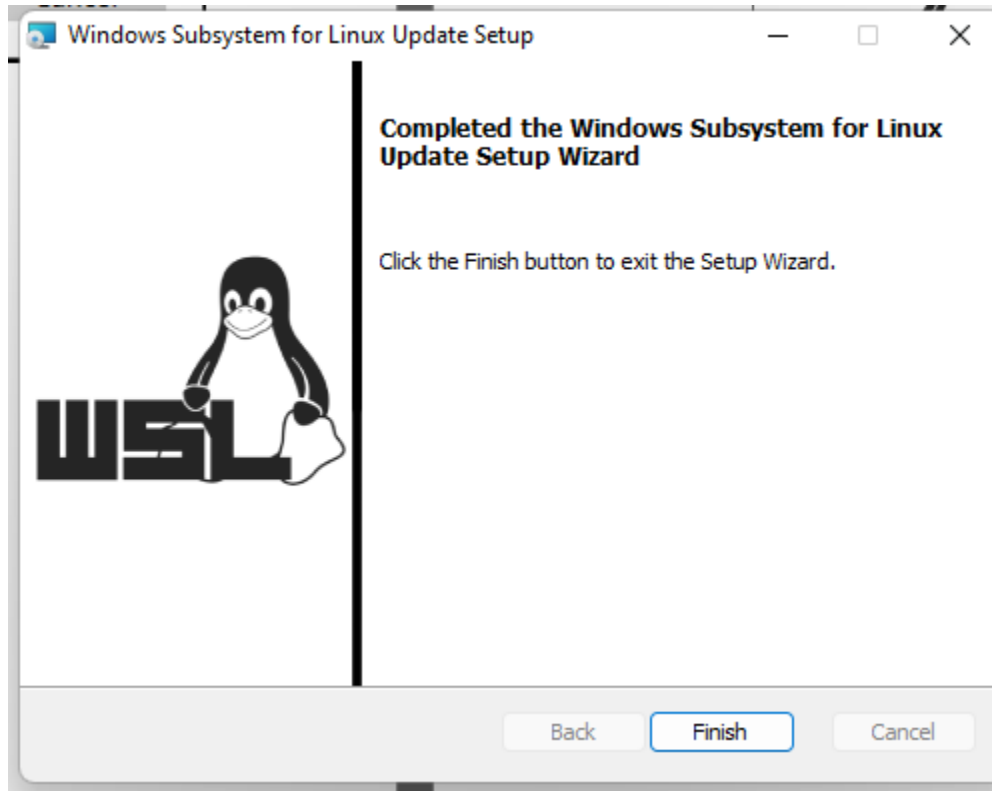 Windows Subsystem for Linux Update Setup
Completed the Windows Subsystem for Linux
Update Setup Wizard
Click the Finish button to exit the Setup Wizard.
WSL
Back
Finish
Cancel